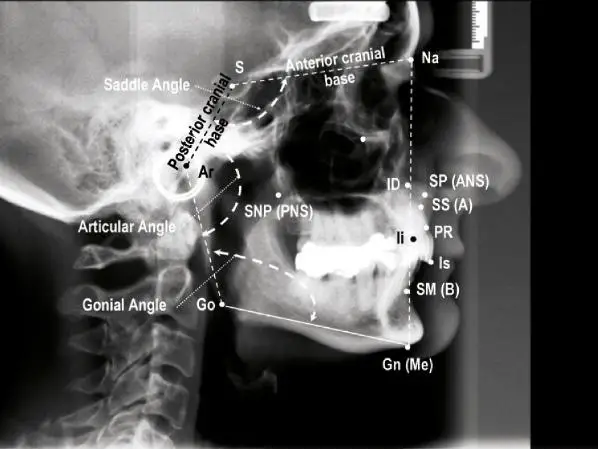 S
Anterior cranial
base
Na
Saddle Angle
Posterior cranial
base
Ar
ID
SP (ANS)
SNP (PNS)
SS (A)
Articular Angle
PR
Ii
Is
Gonial Angle
Go
SM (B)
Gn (Me)